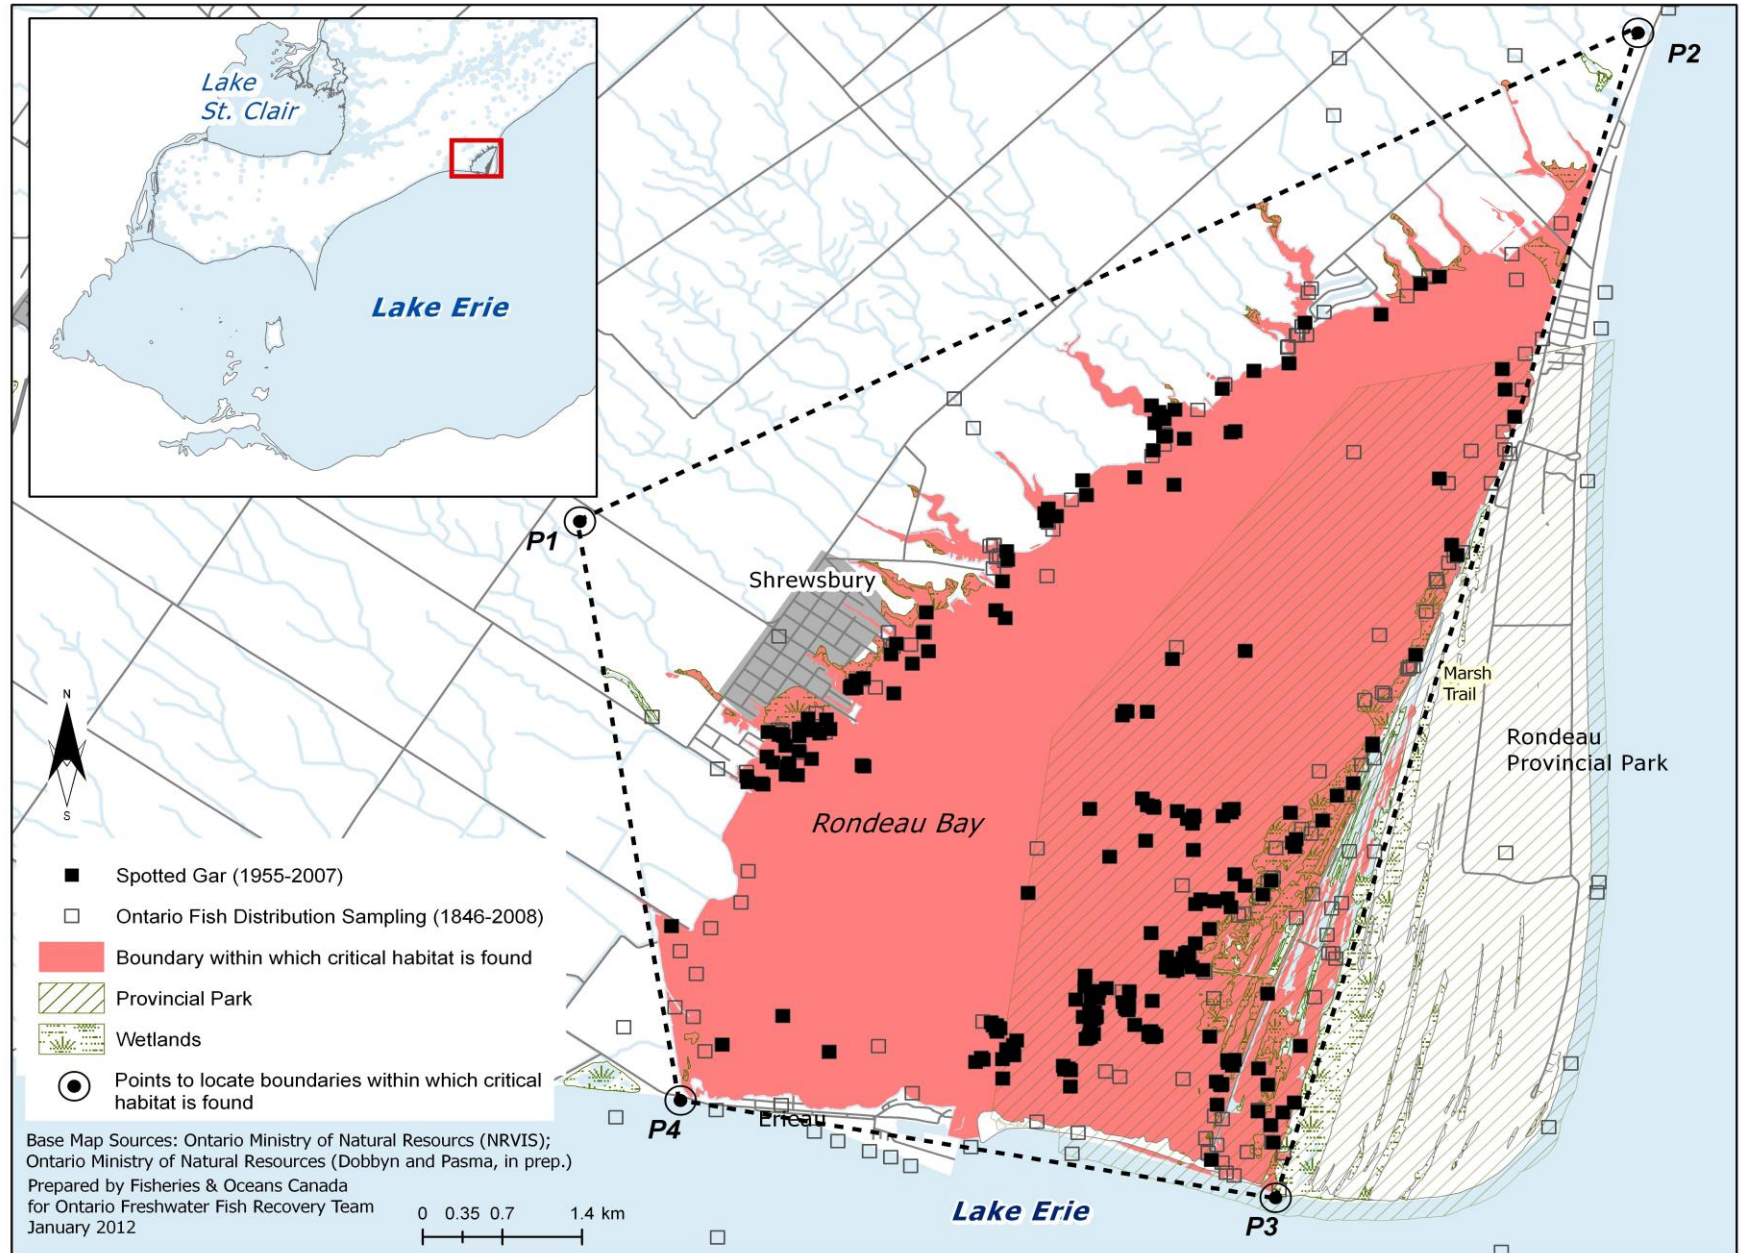 Lake
St. Clair
Lake Erie
P2
P1
Shrewsbury
Marsh
Trail
Rondeau
Provincial Park
Rondeau Bay
N
S
Spotted Gar (1955-2007)
Ontario Fish Distribution Sampling (1846-2008)
Boundary within which critical habitat is found
Provincial Park
Wetlands
Points to locate boundaries within which critical
habitat is found
P4
Erieau
Base Map Sources: Ontario Ministry of Natural Resourcs (NRVIS);
Ontario Ministry of Natural Resources (Dobbyn and Pasma, in prep.)
Prepared by Fisheries & Oceans Canada
for Ontario Freshwater Fish Recovery Team
January 2012
0 0.35 0.7 1.4 km
Lake Erie
P3